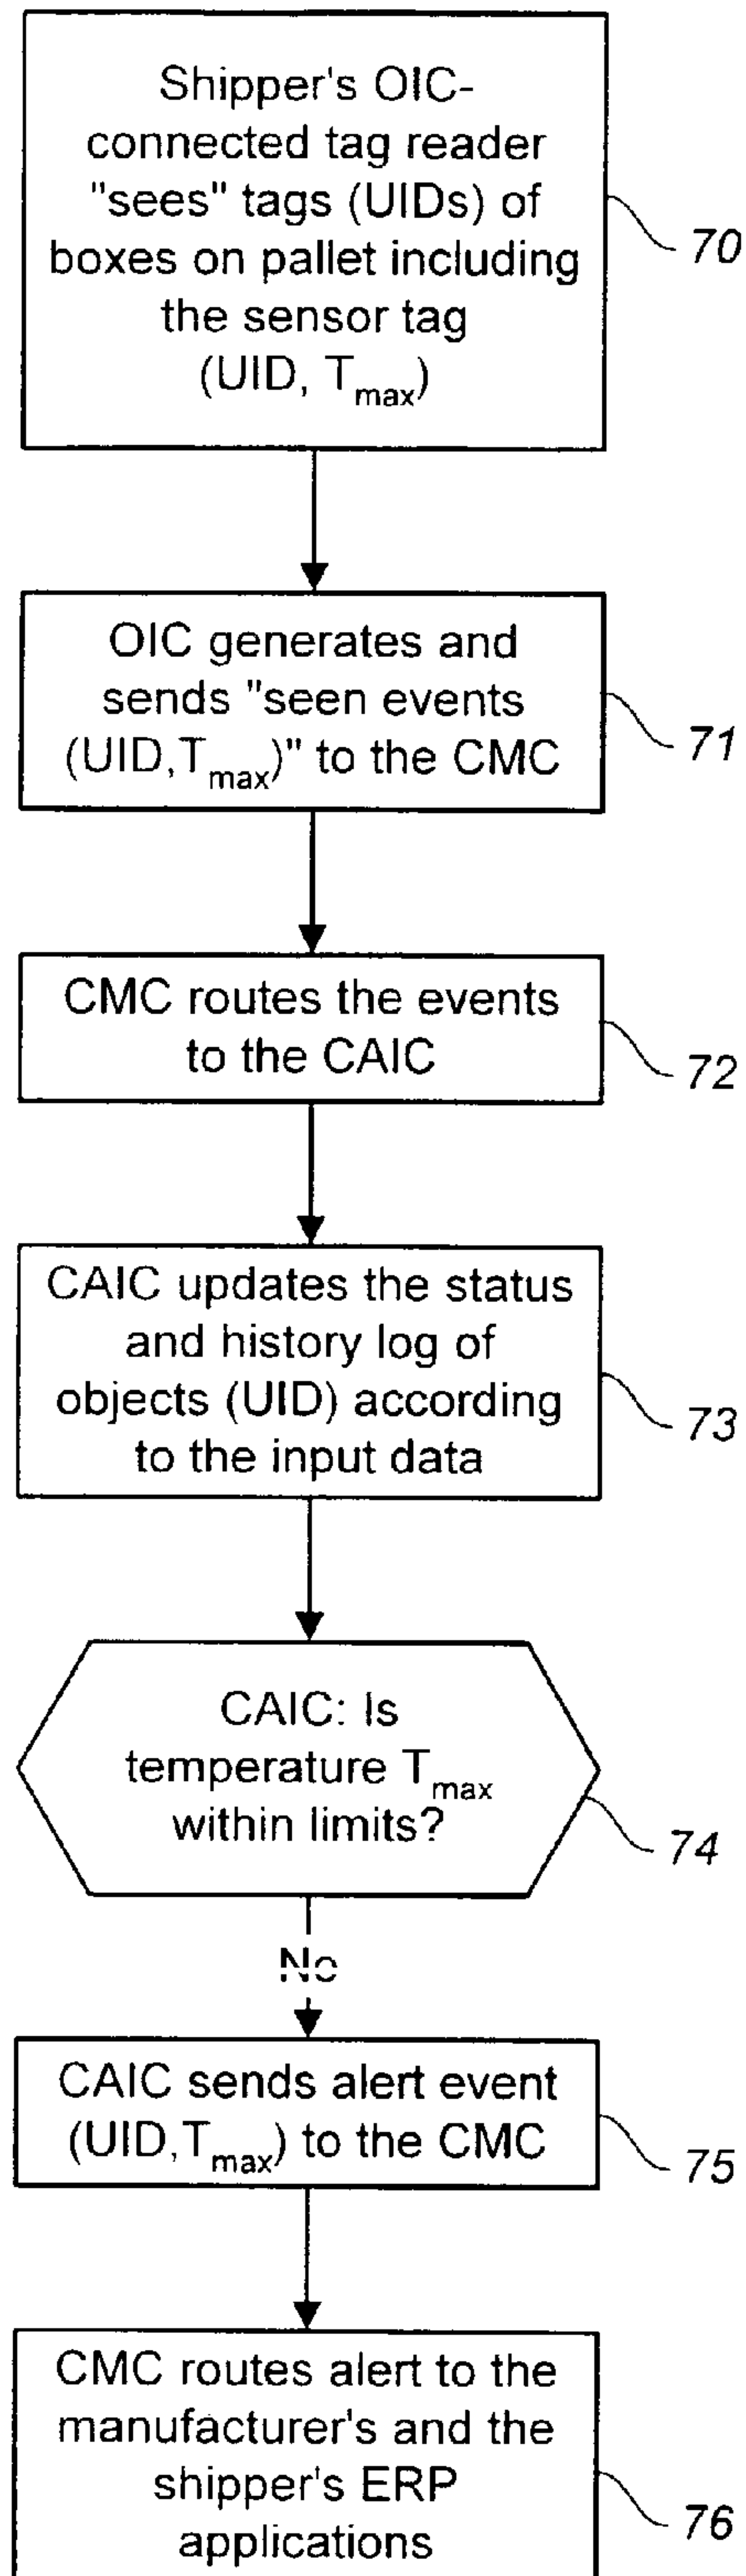 Shipper's OIC-
connected tag reader
"sees" tags (UIDs) of
boxes on pallet including
the sensor tag
(UID, Tmax)
70
OIC generates and
sends "seen events
(UID,Tmax)" to the CMC
71
CMC routes the events
to the CAIC
72
CAIC updates the status
and history log of
objects (UID) according
to the input data
73
CAIC: Is
temperature Tmax
within limits?
74
No
CAIC sends alert event
(UID,Tmax) to the CMC
75
CMC routes alert to the
manufacturer's and the
shipper's ERP
applications
76